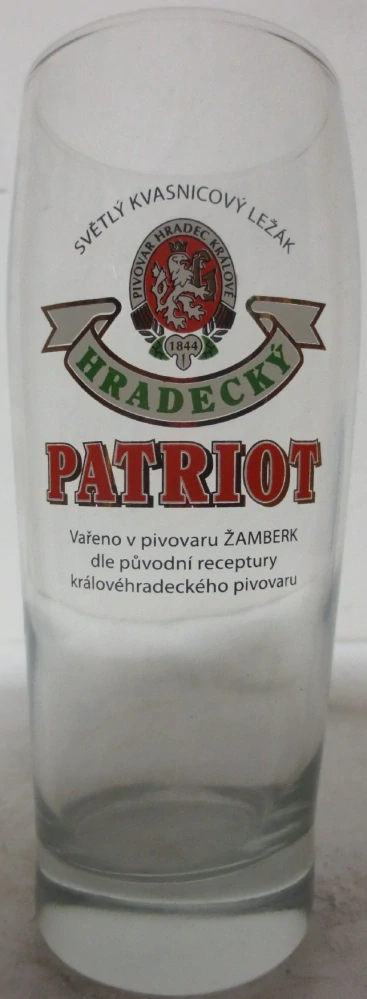 SVĚTLÝ KVASNICOVÝ LEŽÁK
PIVOVAR HRADEC KRÁLOVÉ
1844
HRADECKÝ
PATRIOT
Vařeno v pivovaru ŽAMBERK
dle původní receptury
královéhradeckého pivovaru